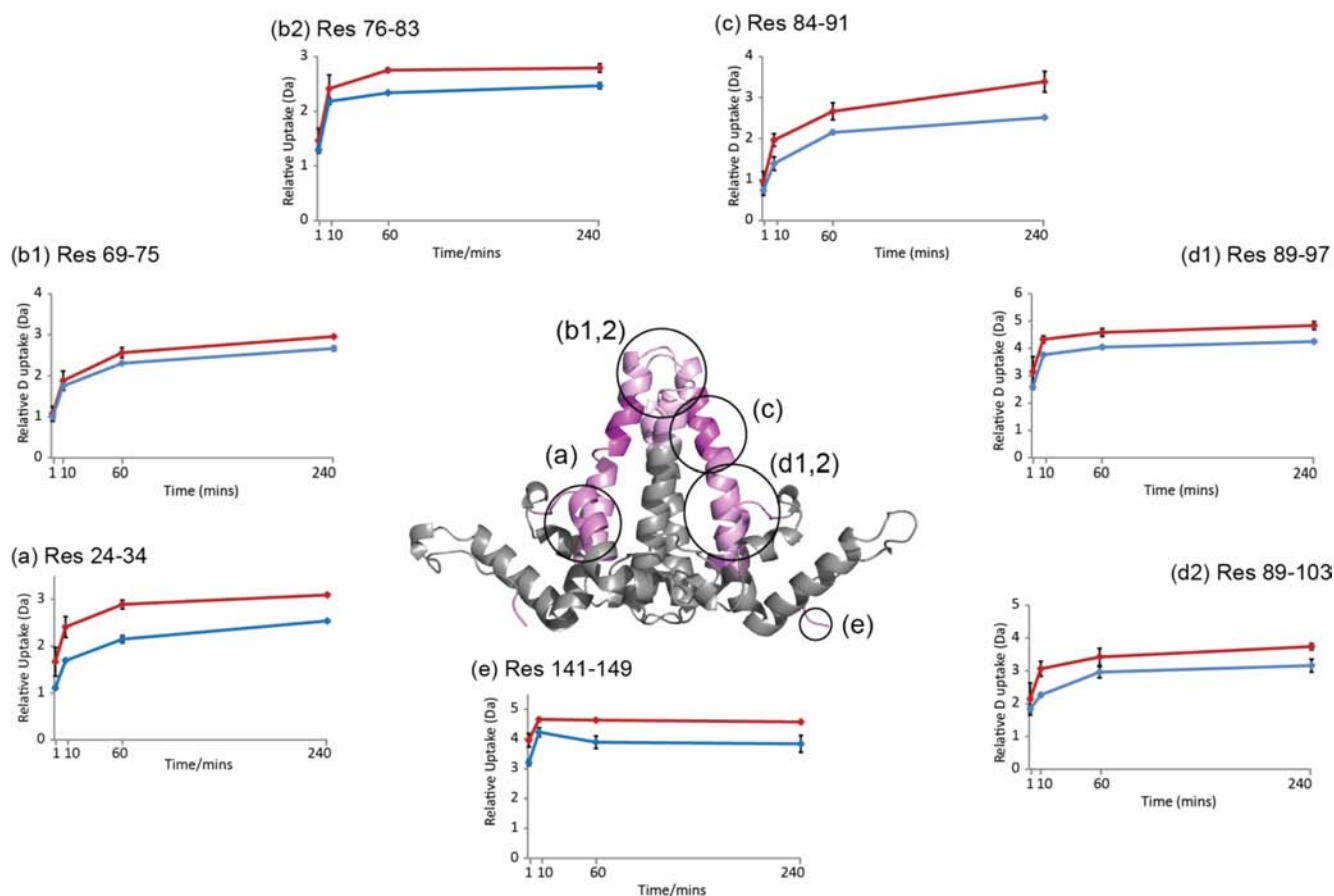 (b2) Res 76-83
Relative Uptake (Da)
3
2
1
0
1 10 60 240
Time/mins
(c) Res 84-91
Relative D uptake (Da)
4
3
2
1
0
1 10 60 240
Time (mins)
(b1) Res 69-75
Relative D uptake (Da)
4
3
2
1
0
1 10 60 240
Time (mins)
(d1) Res 89-97
Relative D uptake (Da)
6
5
4
3
2
1
0
1 10 60 240
Time (mins)
(b1,2)
(c)
(a)
(d1,2)
(e)
(a) Res 24-34
Relative Uptake (Da)
3
2
1
0
1 10 60 240
Time/mins
(d2) Res 89-103
Relative D uptake (Da)
5
4
3
2
1
0
1 10 60 240
Time (mins)
(e) Res 141-149
Relative Uptake (Da)
5
4
3
2
1
0
1 10 60 240
Time/mins